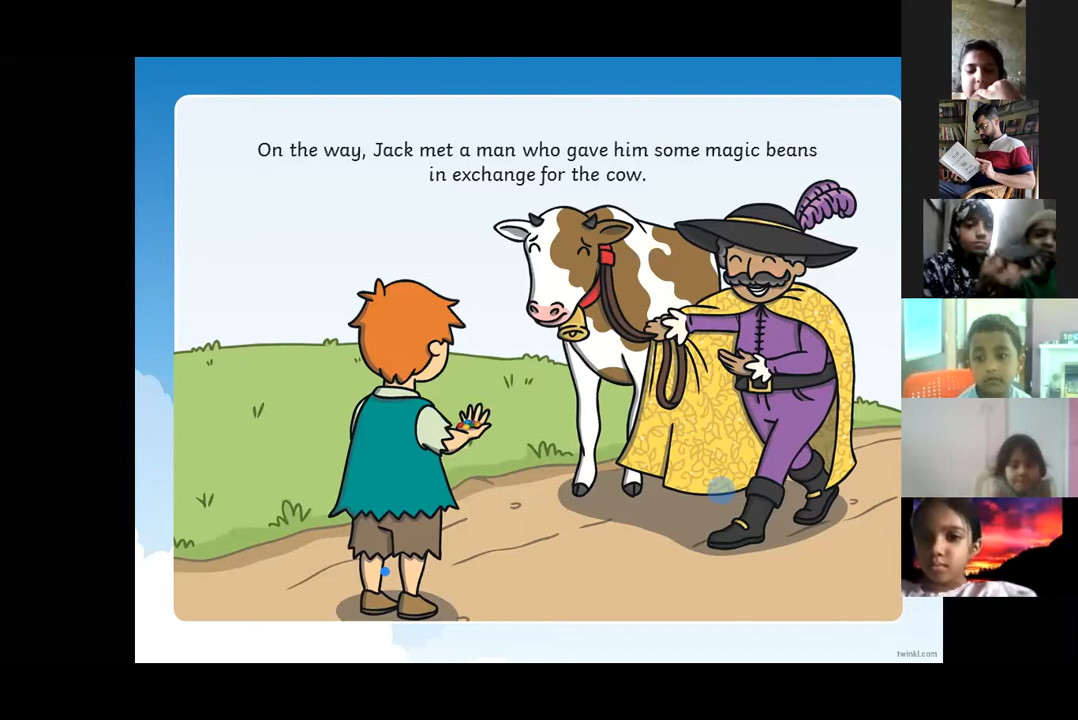 On the way, Jack met a man who gave him some magic beans
in exchange for the cow.
twinkl.com